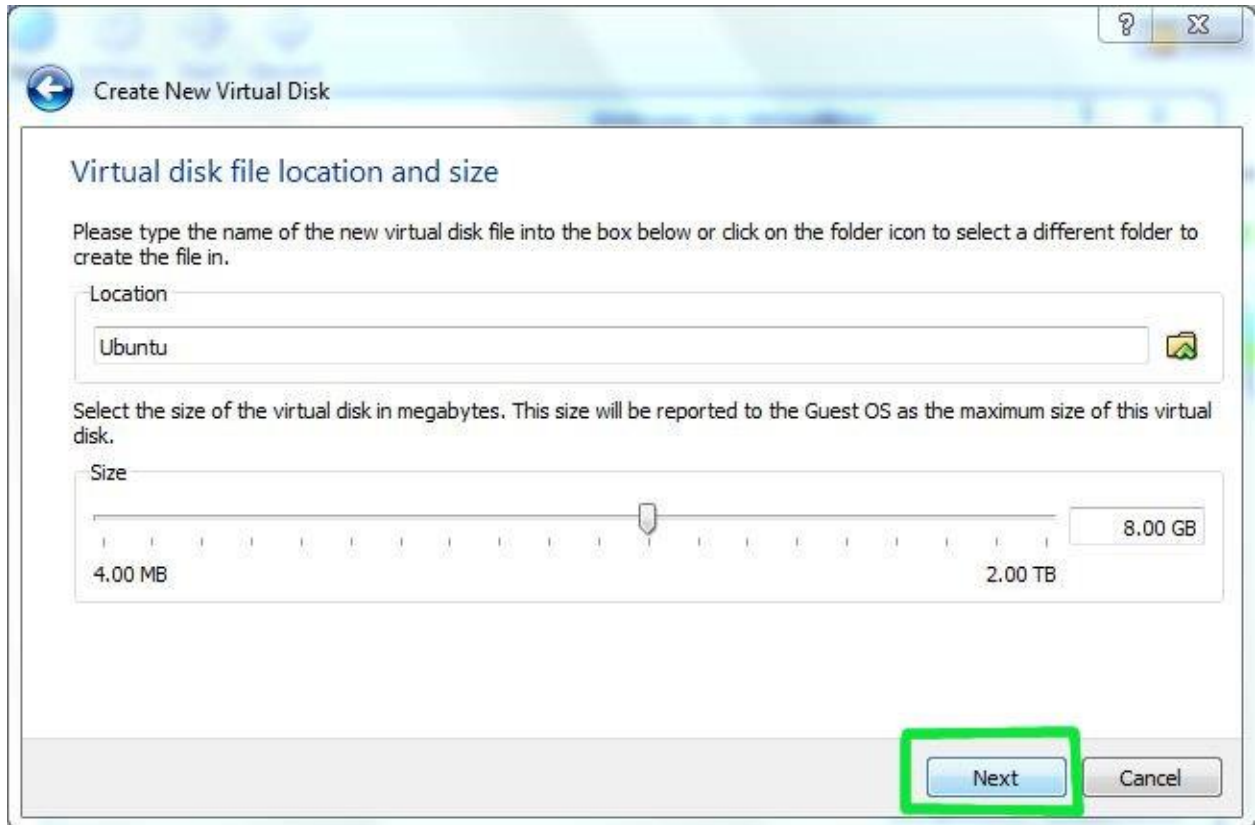 Create New Virtual Disk
Virtual disk file location and size
Please type the name of the new virtual disk file into the box below or click on the folder icon to select a different folder to
create the file in.
Location
Ubuntu
Select the size of the virtual disk in megabytes. This size will be reported to the Guest OS as the maximum size of this virtual
disk.
Size
8.00 GB
4.00 MB 2.00 TB
Next Cancel